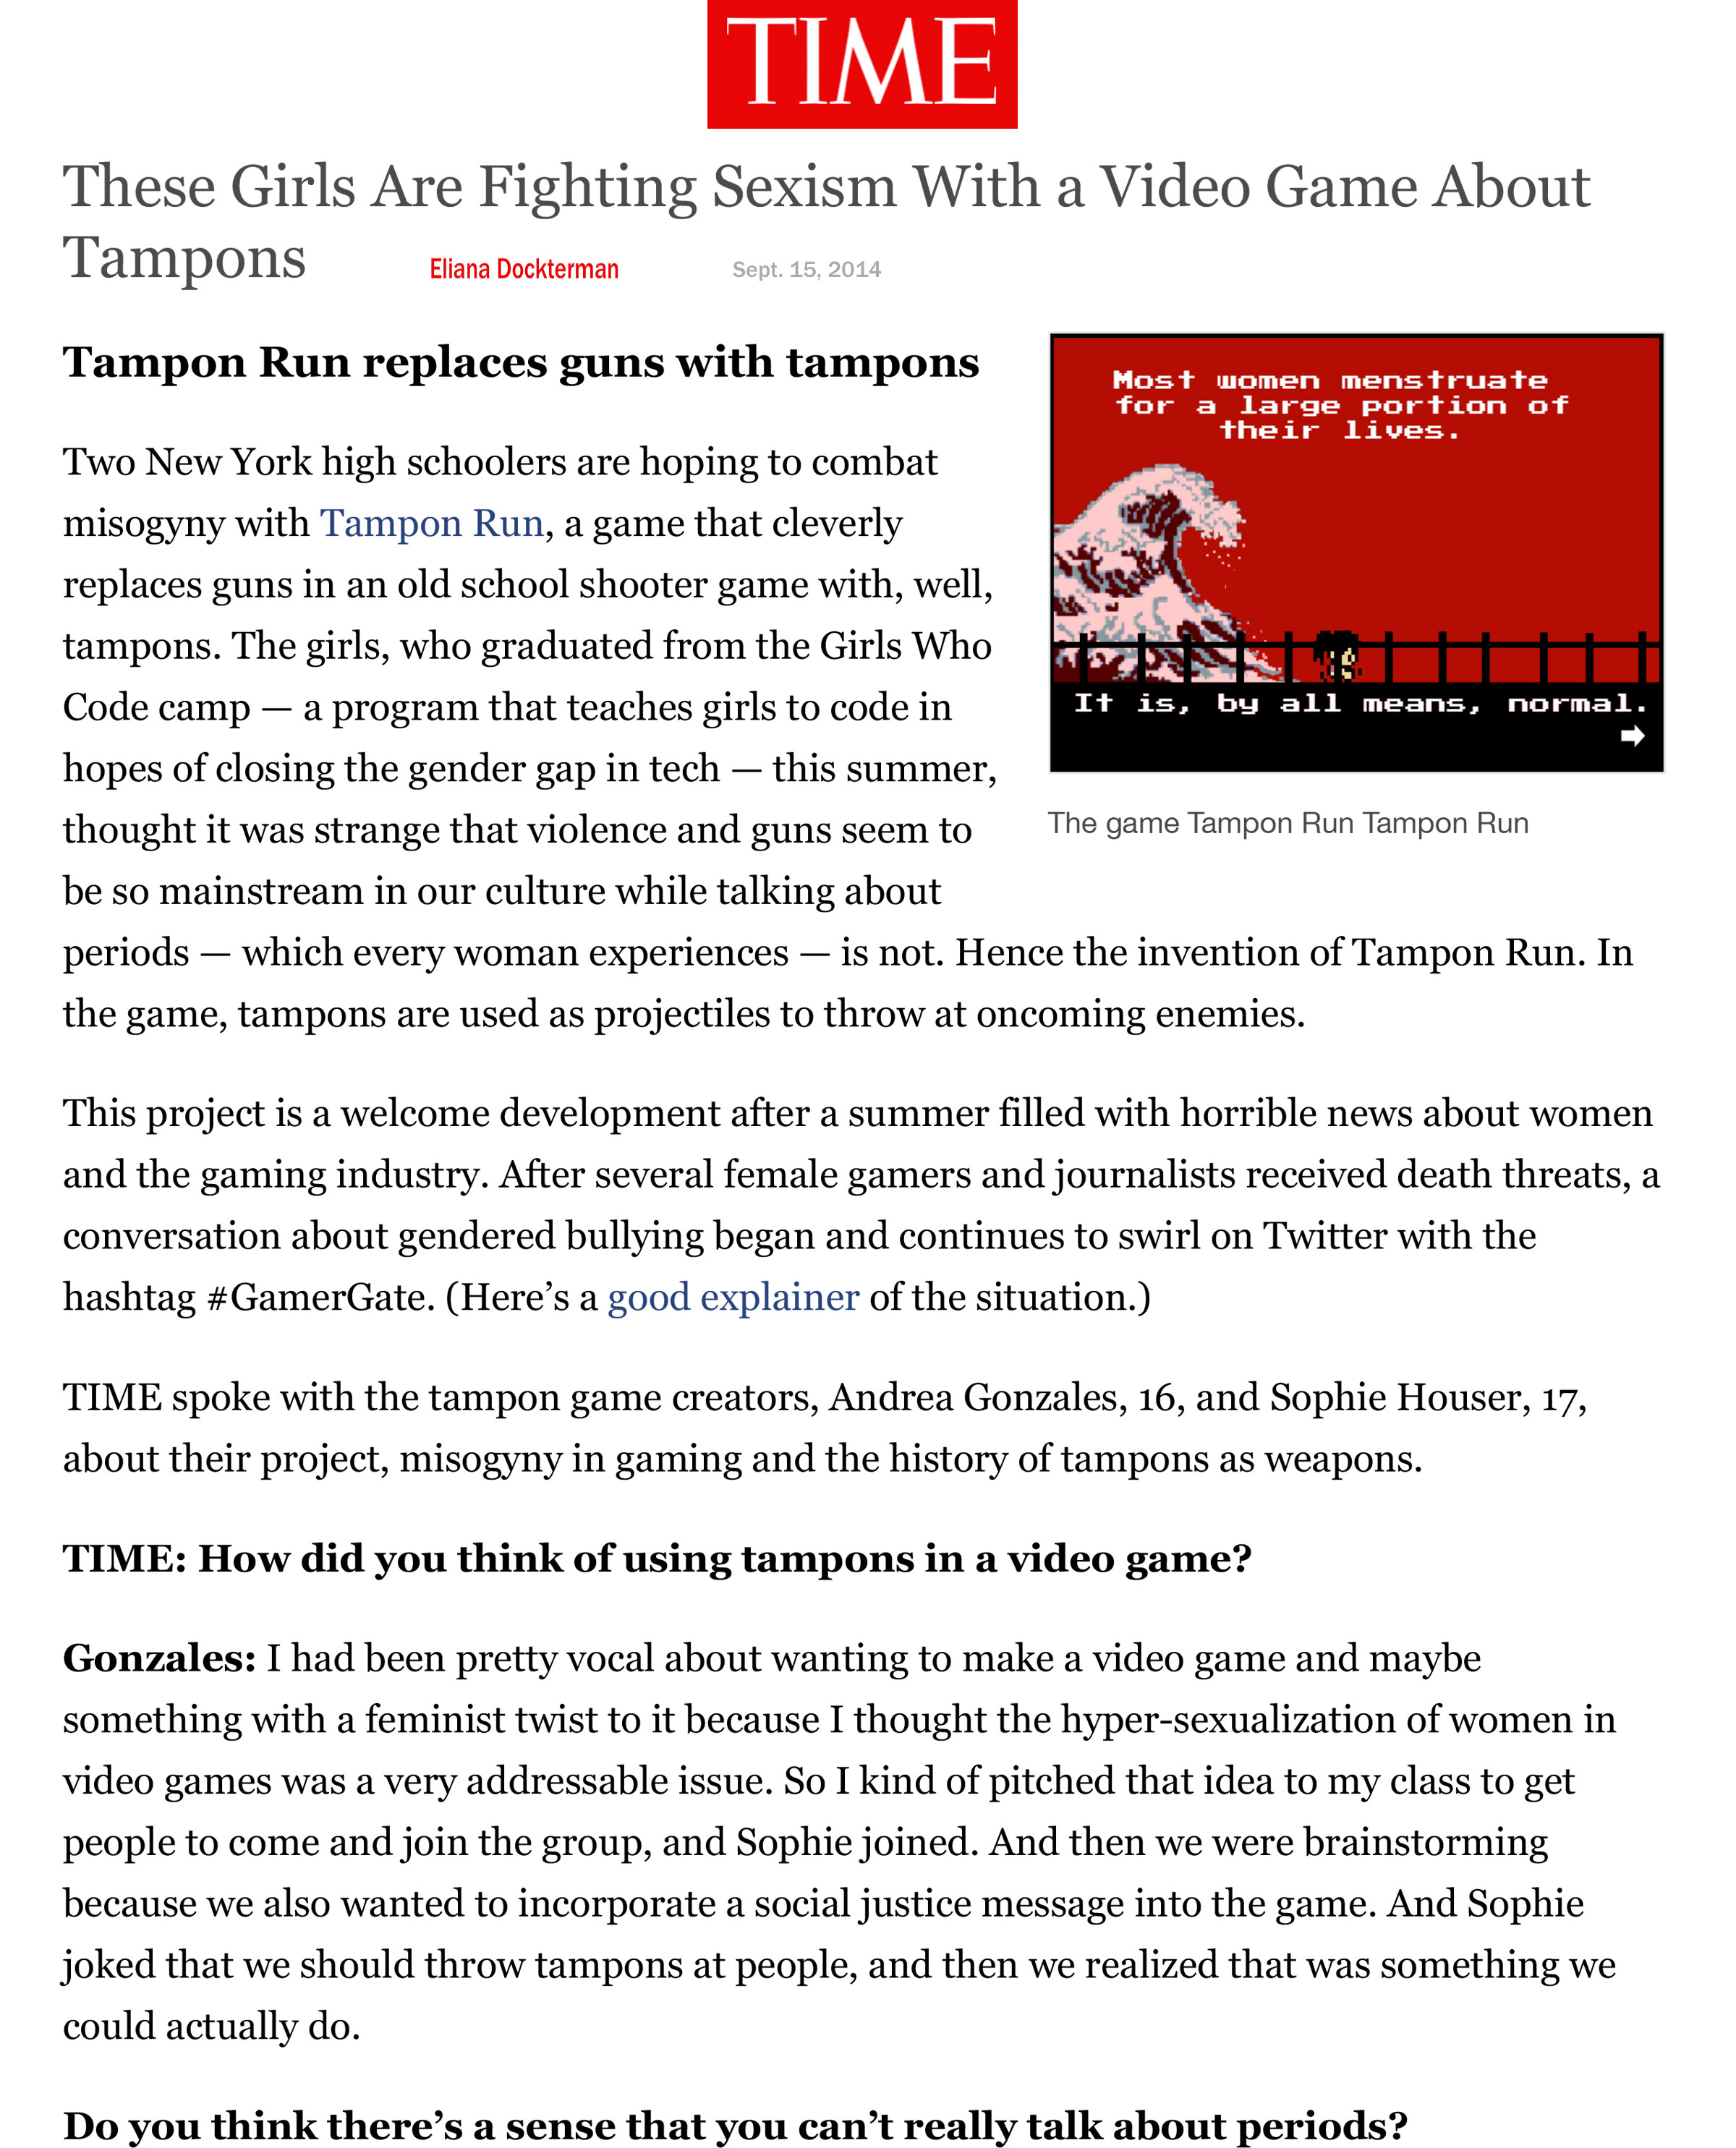 TIME
These Girls Are Fighting Sexism With a Video Game About
Tampons
Eliana Dockterman
Sept. 15, 2014
Tampon Run replaces guns with tampons
Two New York high schoolers are hoping to combat
misogyny with Tampon Run, a game that cleverly
replaces guns in an old school shooter game with, well,
tampons. The girls, who graduated from the Girls Who
Code camp — a program that teaches girls to code in
hopes of closing the gender gap in tech — this summer,
thought it was strange that violence and guns seem to
be so mainstream in our culture while talking about
periods — which every woman experiences — is not. Hence the invention of Tampon Run. In
the game, tampons are used as projectiles to throw at oncoming enemies.
Most women menstruate
for a large portion of
their lives.
It is, by all means, normal.
The game Tampon Run Tampon Run
This project is a welcome development after a summer filled with horrible news about women
and the gaming industry. After several female gamers and journalists received death threats, a
conversation about gendered bullying began and continues to swirl on Twitter with the
hashtag #GamerGate. (Here’s a good explainer of the situation.)
TIME spoke with the tampon game creators, Andrea Gonzales, 16, and Sophie Houser, 17,
about their project, misogyny in gaming and the history of tampons as weapons.
TIME: How did you think of using tampons in a video game?
Gonzales: I had been pretty vocal about wanting to make a video game and maybe
something with a feminist twist to it because I thought the hyper-sexualization of women in
video games was a very addressable issue. So I kind of pitched that idea to my class to get
people to come and join the group, and Sophie joined. And then we were brainstorming
because we also wanted to incorporate a social justice message into the game. And Sophie
joked that we should throw tampons at people, and then we realized that was something we
could actually do.
Do you think there’s a sense that you can’t really talk about periods?